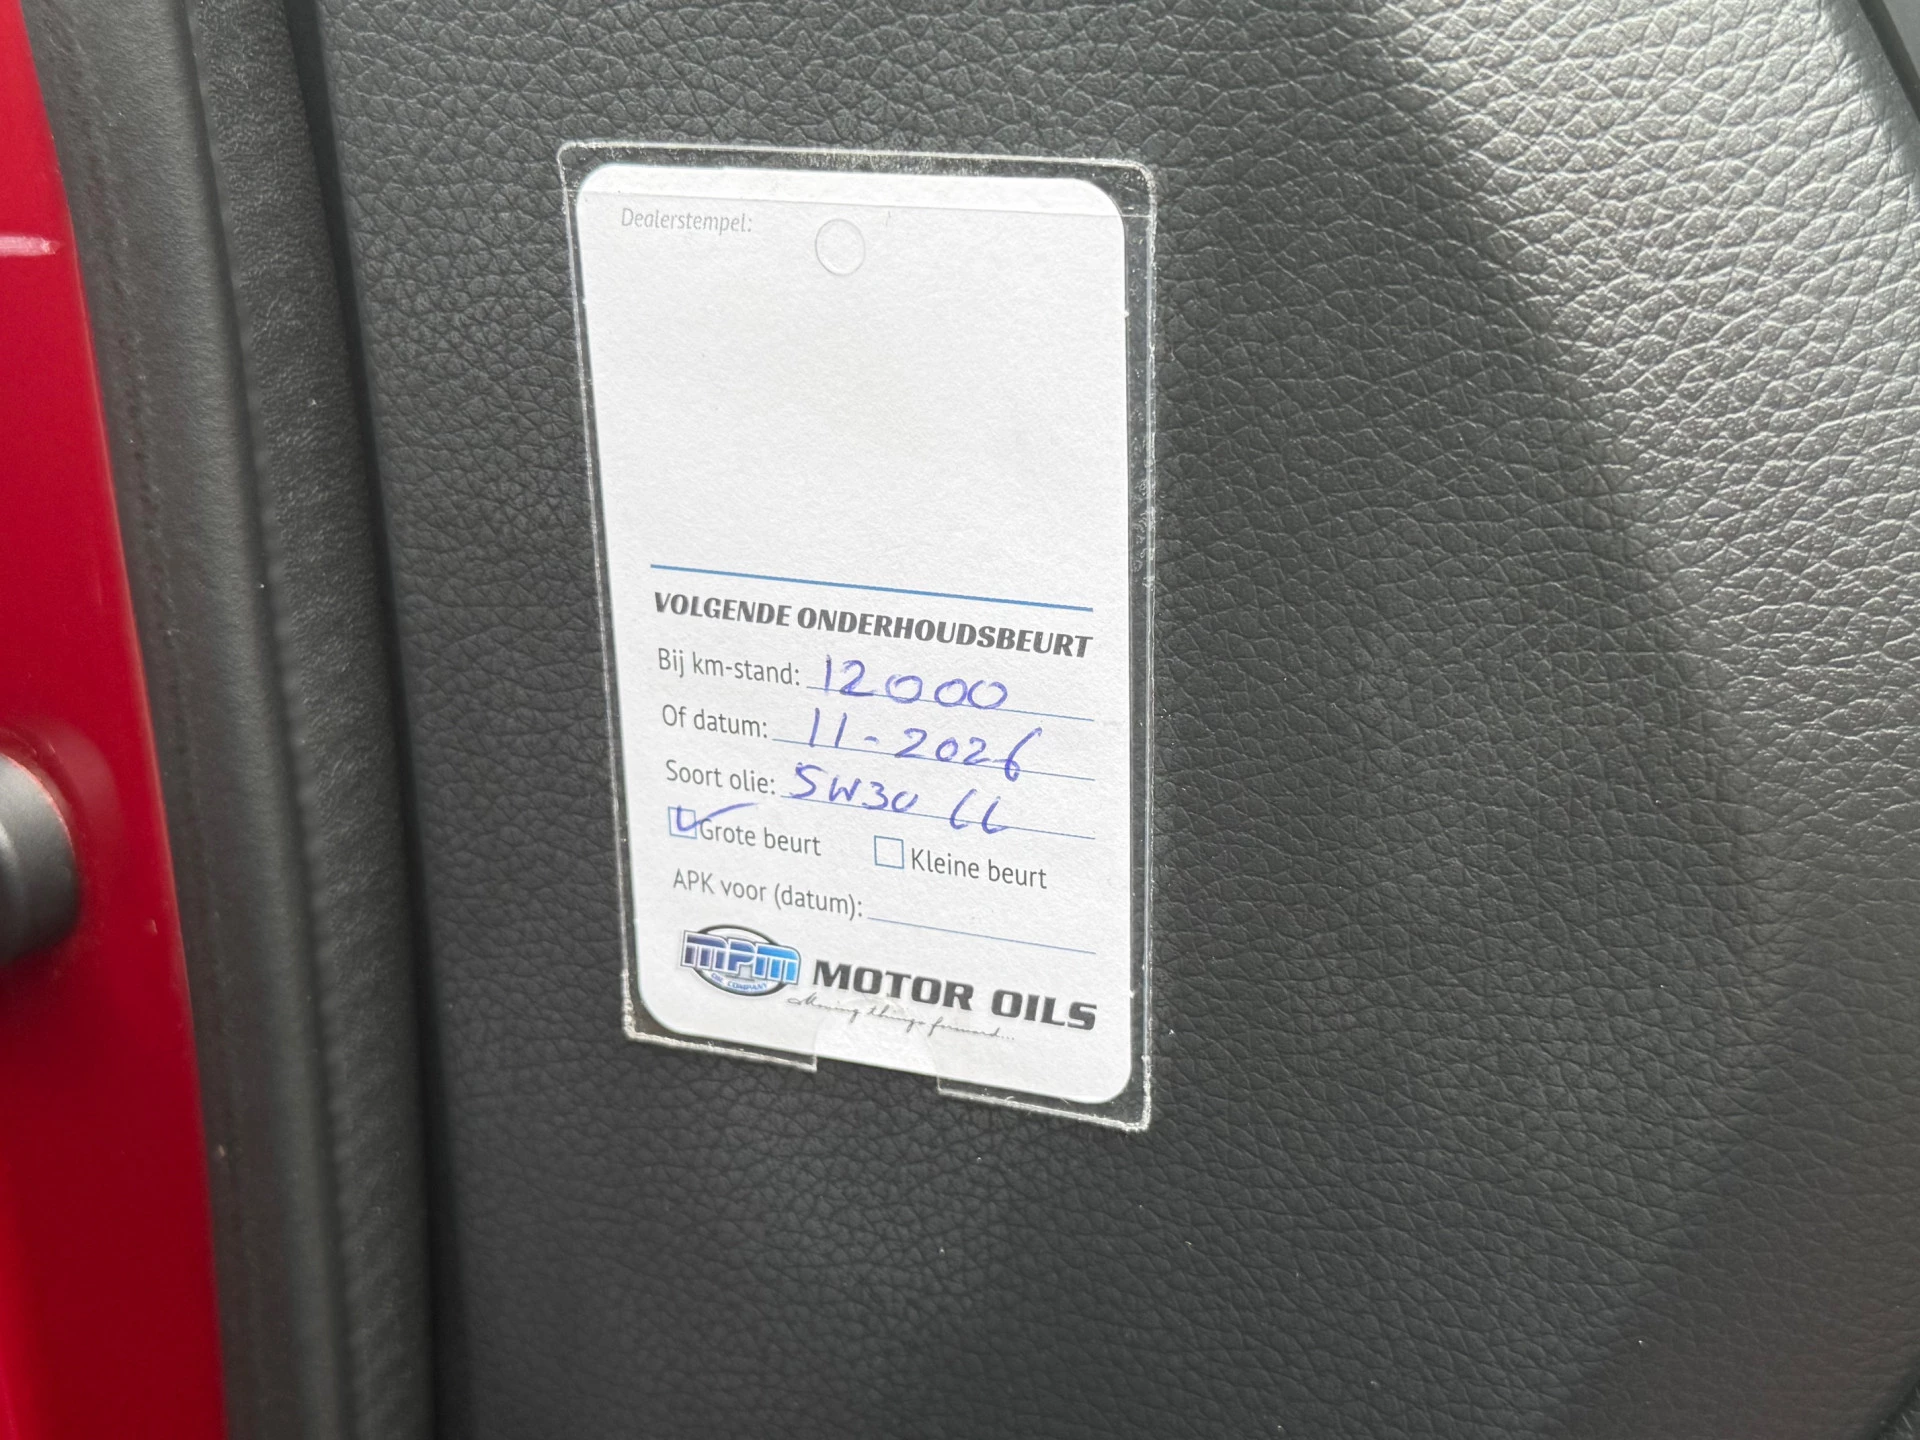 Dealerstempel:
VOLGENDE ONDERHOUDSBEURT
Bij km-stand: 12000
Of datum: 11-2026
Soort olie: 5W30 LL
Grote beurt Kleine beurt
APK voor (datum):
MPM
OIL COMPANY
MOTOR OILS
Moving things forward...